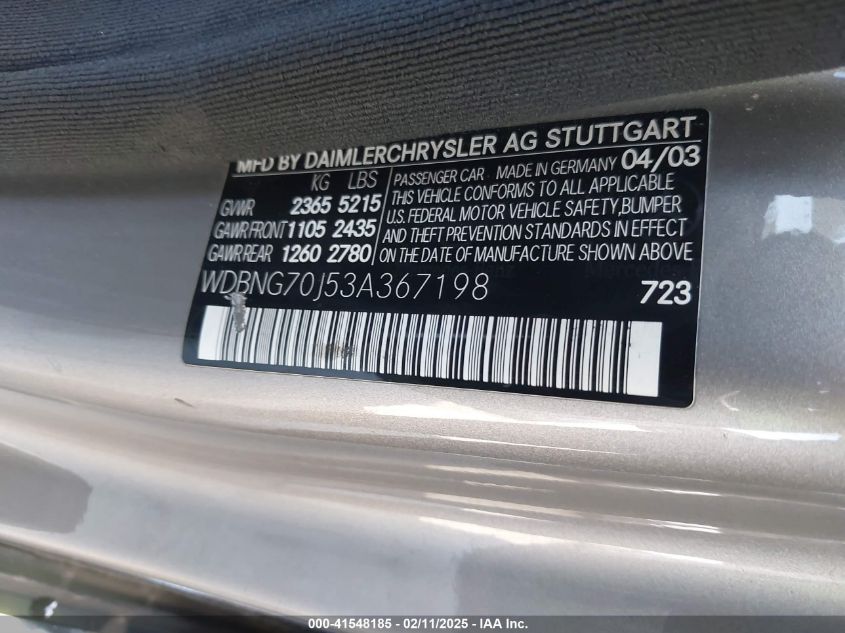 MFD BY DAIMLERCHRYSLER AG STUTTGART
KG LBS
GVWR 2365 5215
GAWR FRONT 1105 2435
GAWR REAR 1260 2780
PASSENGER CAR MADE IN GERMANY 04/03
THIS VEHICLE CONFORMS TO ALL APPLICABLE
U.S. FEDERAL MOTOR VEHICLE SAFETY,BUMPER
AND THEFT PREVENTION STANDARDS IN EFFECT
ON THE DATE OF MANUFACTURE SHOWN ABOVE
WDBNG70J53A367198
723
000-41548185 - 02/11/2025 - IAA Inc.